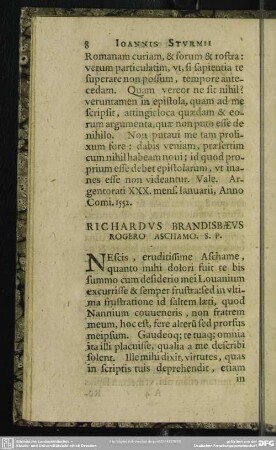 8 IOANNIS STVRMII
Romanam curiam, & forum & rostra:
verum particulatim, vt, si sapientia te
superare non possum, tempore ante-
cedam. Quam vereor ne sit nihil?
veruntamen in epistola, quam ad me
scripsit, attingit loca quædam & eo-
rum argumenta, quæ non puto esse de
nihilo. Non putaui me tam prolixum
fore: dabis veniam, præsertim
cum nihil habeam noui; id quod pro-
prium esse debet epistolarum, vt ina-
nes esse non videantur. Vale. Ar-
gentorati XXX. mens. Ianuarii, Anno
Comi. 1552.
RICHARDVS BRANDISBÆVS
ROGERO ASCHAMO, S. P.
NEscis, eruditissime Aschame,
quanto mihi dolori fuit te bis
summo cum desiderio mei Louanium
excurrisse & semper frustra: sed in vlti-
ma frustratione id saltem læti, quod
Nannium conueneris, non fratrem
meum, hoc est, fere alterū sed prorsus
meipsum. Gaudeoq; te tuaq; omnia
ita illi placuisse, qualia a me describi
solent. Ille mihi dixit, virtutes, quas
in scriptis tuis deprehendit, etiam
in